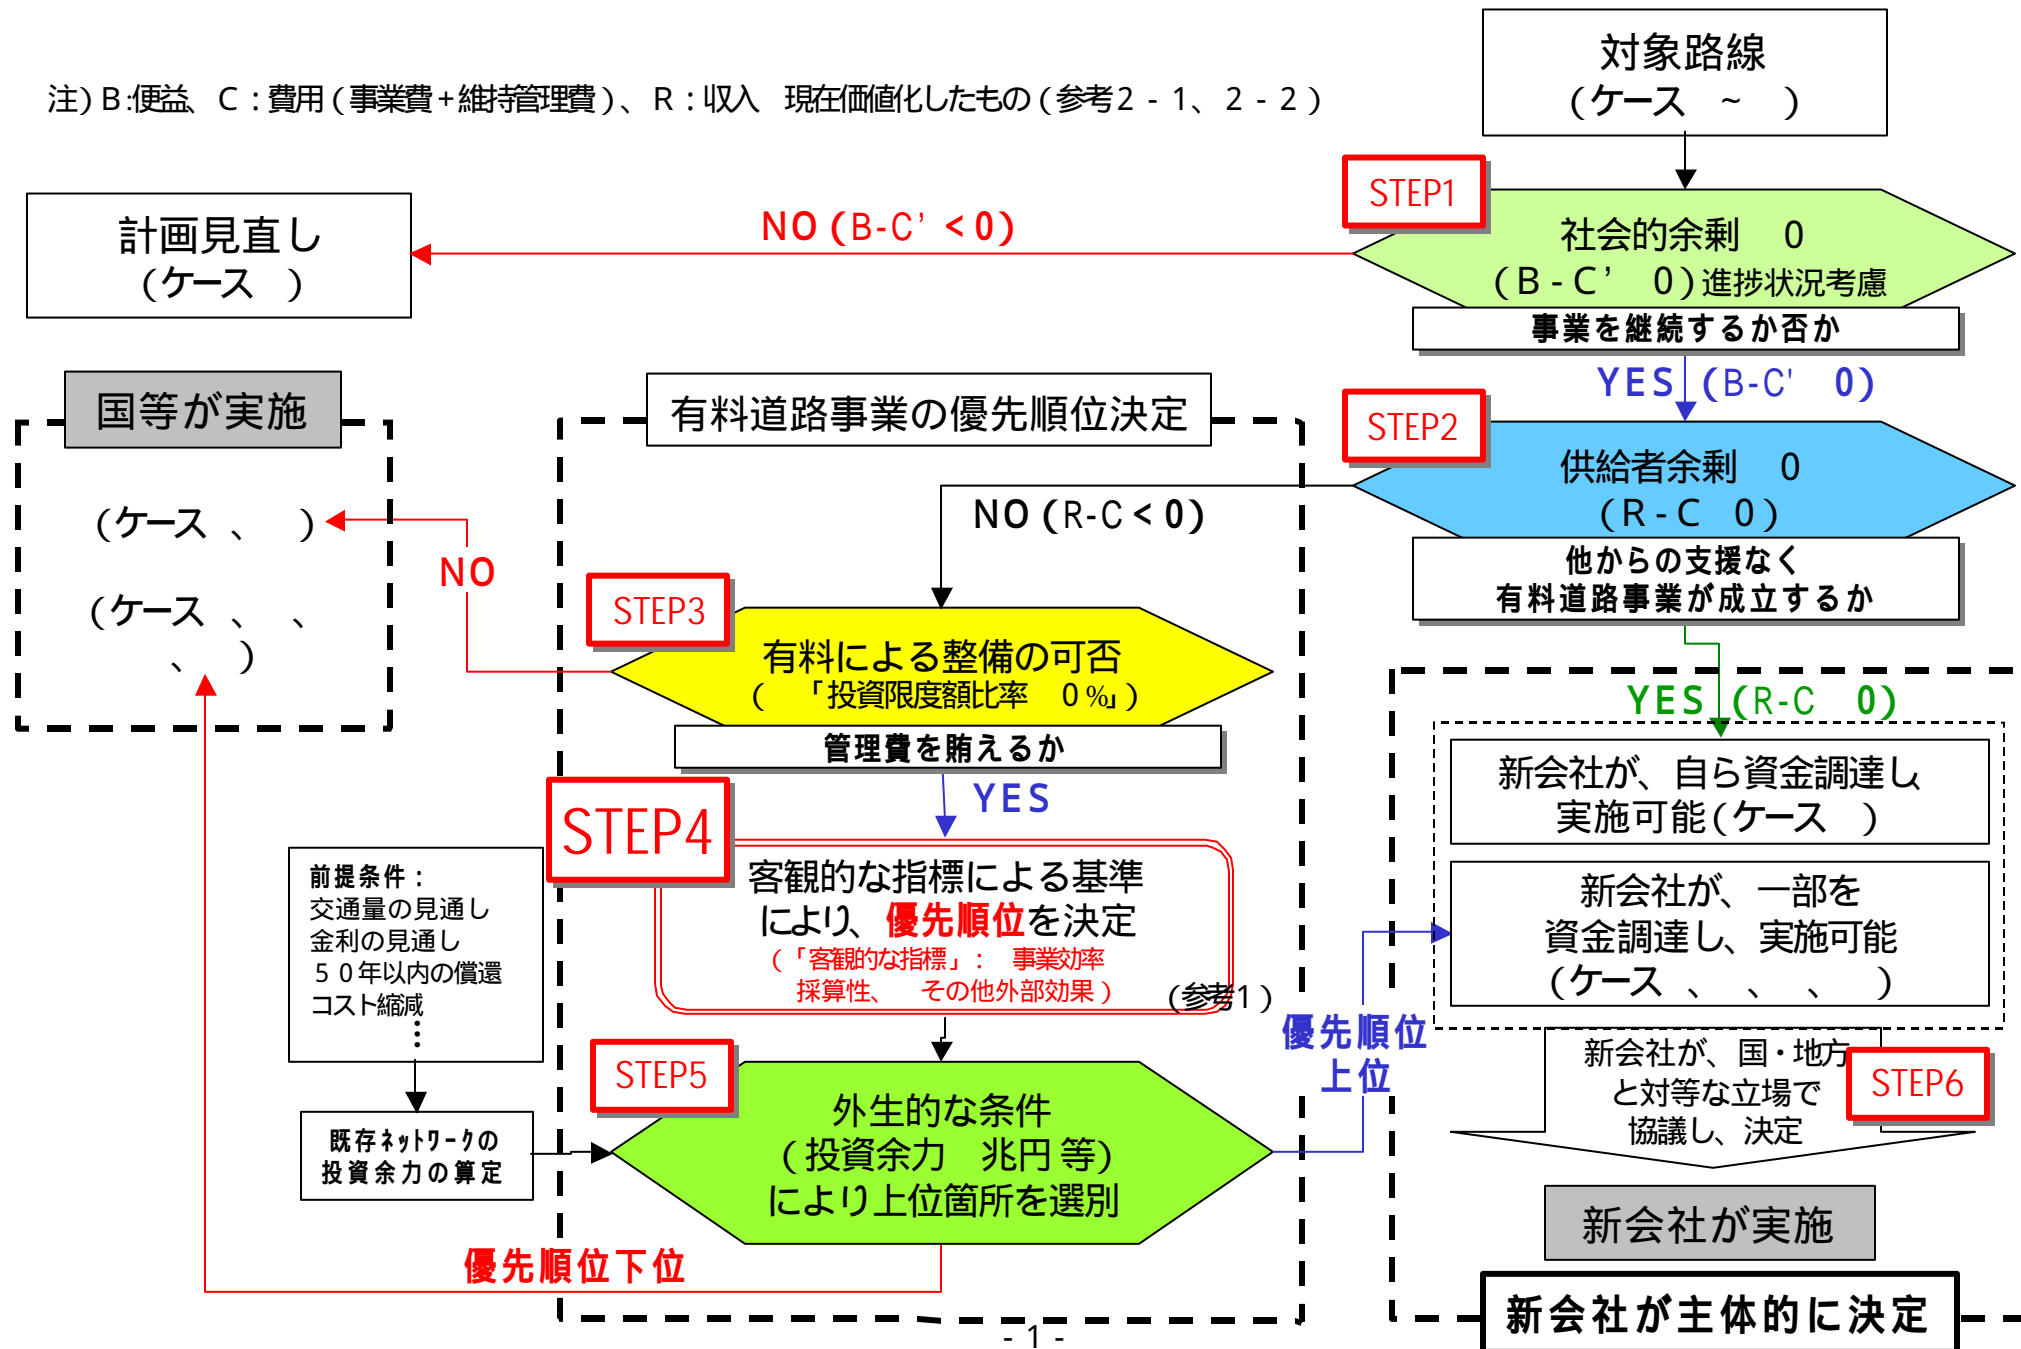 注）B：便益、C：費用（事業費+維持管理費）、R：収入　現在価値化したもの（参考2-1、2-2）
対象路線
（ケース　～　）
STEP1
社会的余剰　0
（B-C’　0）進捗状況考慮
事業を継続するか否か
NO（B-C’＜0）
計画見直し
（ケース　）
YES（B-C'　0）
STEP2
供給者余剰　0
（R-C　0）
他からの支援なく
有料道路事業が成立するか
国等が実施
（ケース　、　）
（ケース　、　、
、　）
有料道路事業の優先順位決定
NO（R-C＜0）
NO
STEP3
有料による整備の可否
（　「投資限度額比率　0%」）
管理費を賄えるか
YES
YES（R-C　0）
新会社が、自ら資金調達し、
実施可能（ケース　）
新会社が、一部を
資金調達し、実施可能
（ケース　、　、　、　）
STEP4
客観的な指標による基準
により、優先順位を決定
（「客観的な指標」：　事業効率
採算性、　その他外部効果）
（参考1）
前提条件：
交通量の見通し
金利の見通し
５０年以内の償還
コスト縮減
…
既存ネットワークの
投資余力の算定
STEP5
外生的な条件
（投資余力　兆円 等）
により上位箇所を選別
優先順位
上位
優先順位下位
新会社が、国・地方
と対等な立場で
協議し、決定
STEP6
新会社が実施
新会社が主体的に決定
- 1 -